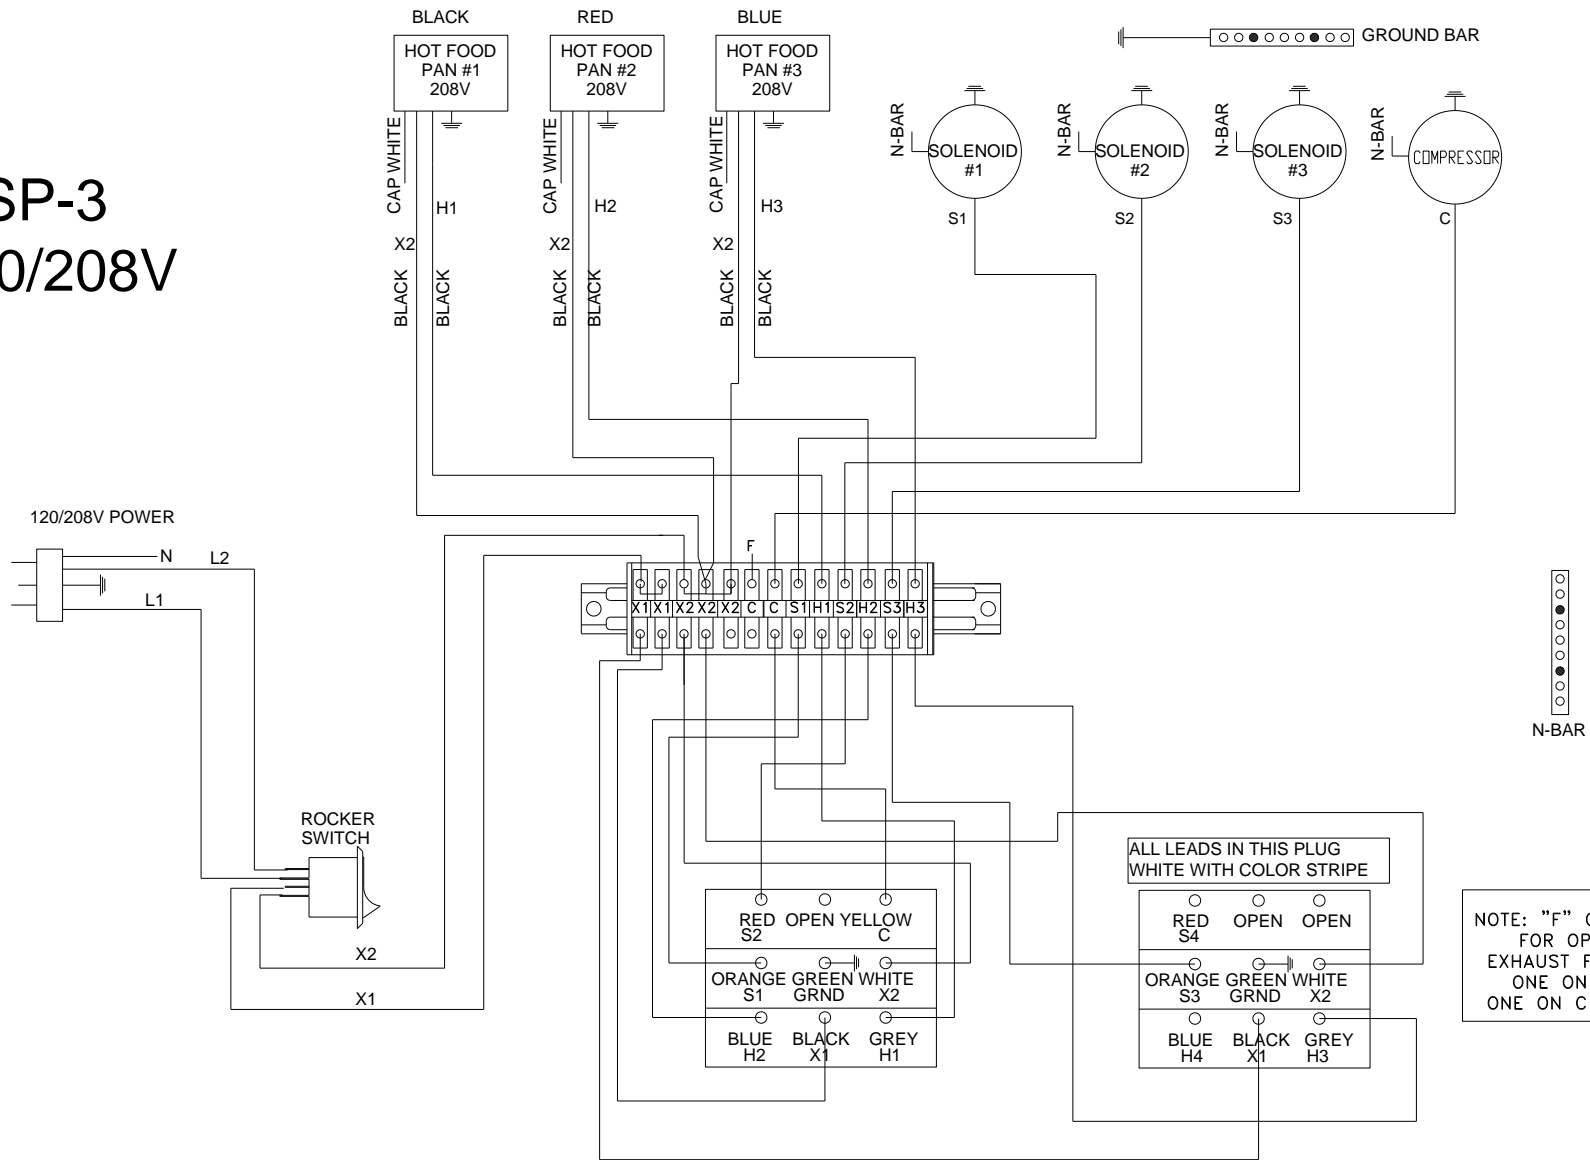 BLACK
RED
BLUE
HOT FOOD
PAN #1
208V
HOT FOOD
PAN #2
208V
HOT FOOD
PAN #3
208V
GROUND BAR
CAP WHITE
H1
X2
BLACK
BLACK
CAP WHITE
H2
X2
BLACK
BLACK
CAP WHITE
H3
X2
BLACK
BLACK
N-BAR
SOLENOID
#1
S1
N-BAR
SOLENOID
#2
S2
N-BAR
SOLENOID
#3
S3
N-BAR
COMPRESSOR
C
SP-3
0/208V
120/208V POWER
N
L2
L1
F
X1 X1 X2 X2 X2 C C S1 H1 S2 H2 S3 H3
N-BAR
ROCKER
SWITCH
X2
X1
RED OPEN YELLOW
S2 C
ORANGE GREEN WHITE
S1 GRND X2
BLUE BLACK GREY
H2 X1 H1
ALL LEADS IN THIS PLUG
WHITE WITH COLOR STRIPE
RED OPEN OPEN
S4
ORANGE GREEN WHITE
S3 GRND X2
BLUE BLACK GREY
H4 X1 H3
NOTE: "F"
FOR
EXHAUST
ONE ON
ONE ON C